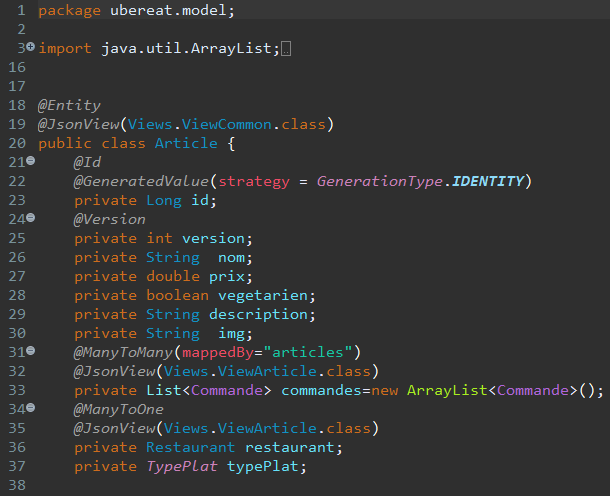 1 package ubereat.model;
2
3 import java.util.ArrayList;
16
17
18 @Entity
19 @JsonView(Views.ViewCommon.class)
20 public class Article {
21     @Id
22     @GeneratedValue(strategy = GenerationType.IDENTITY)
23     private Long id;
24     @Version
25     private int version;
26     private String  nom;
27     private double prix;
28     private boolean vegetarien;
29     private String description;
30     private String  img;
31     @ManyToMany(mappedBy="articles")
32     @JsonView(Views.ViewArticle.class)
33     private List<Commande> commandes=new ArrayList<Commande>();
34     @ManyToOne
35     @JsonView(Views.ViewArticle.class)
36     private Restaurant restaurant;
37     private TypePlat typePlat;
38